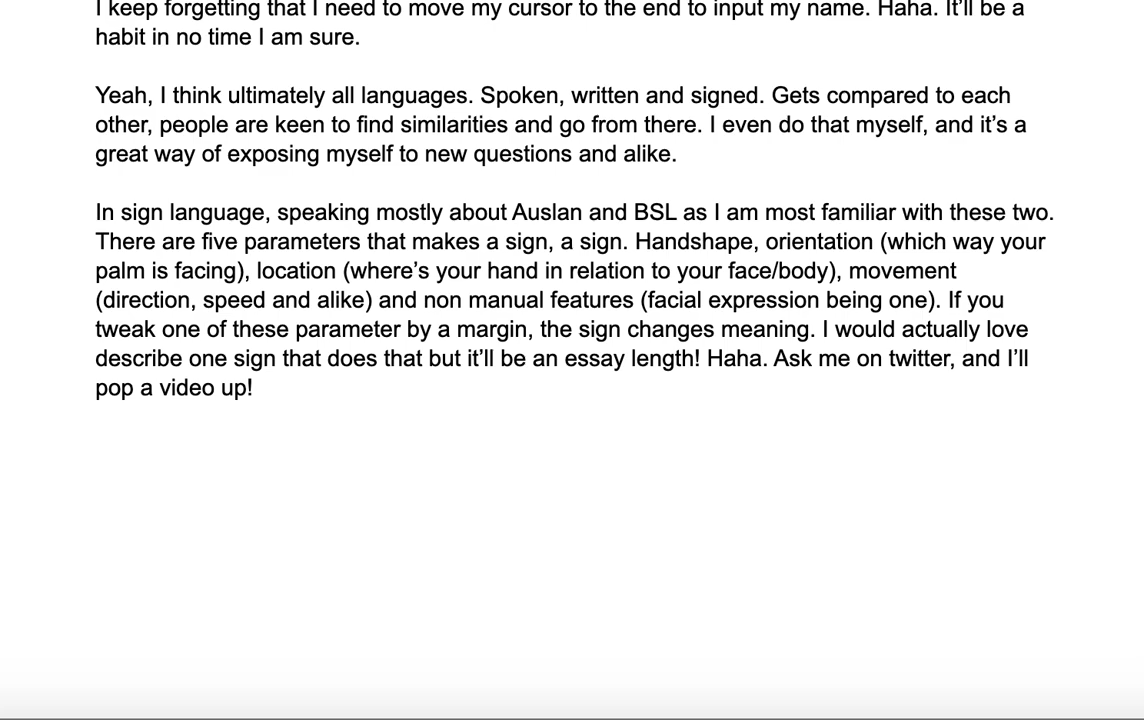 I keep forgetting that I need to move my cursor to the end to input my name. Haha. It’ll be a
habit in no time I am sure.
Yeah, I think ultimately all languages. Spoken, written and signed. Gets compared to each
other, people are keen to find similarities and go from there. I even do that myself, and it’s a
great way of exposing myself to new questions and alike.
In sign language, speaking mostly about Auslan and BSL as I am most familiar with these two.
There are five parameters that makes a sign, a sign. Handshape, orientation (which way your
palm is facing), location (where’s your hand in relation to your face/body), movement
(direction, speed and alike) and non manual features (facial expression being one). If you
tweak one of these parameter by a margin, the sign changes meaning. I would actually love
describe one sign that does that but it’ll be an essay length! Haha. Ask me on twitter, and I’ll
pop a video up!